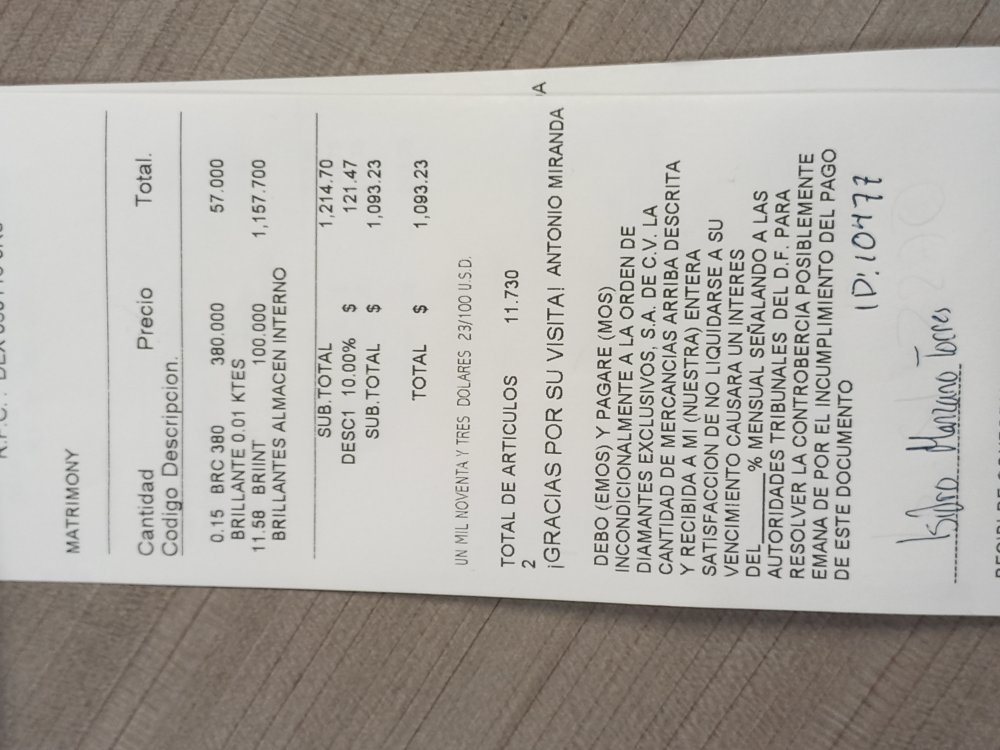 MATRIMONY
Cantidad Precio Total.
Codigo Descripcion.
0.15 BRC 380 380.000 57.000
BRILLANTE 0.01 KTES
11.58 BRIINT 100.000 1,157.700
BRILLANTES ALMACEN INTERNO
SUB.TOTAL 1,214.70
DESC1 10.00% $ 121.47
SUB.TOTAL $ 1,093.23
TOTAL $ 1,093.23
UN MIL NOVENTA Y TRES DOLARES 23/100 U.S.D.
TOTAL DE ARTICULOS 11.730
2
¡GRACIAS POR SU VISITA! ANTONIO MIRANDA
DEBO (EMOS) Y PAGARE (MOS)
INCONDICIONALMENTE A LA ORDEN DE
DIAMANTES EXCLUSIVOS, S.A. DE C.V. LA
CANTIDAD DE MERCANCIAS ARRIBA DESCRITA
Y RECIBIDA A MI (NUESTRA) ENTERA
SATISFACCION DE NO LIQUIDARSE A SU
VENCIMIENTO CAUSARA UN INTERES
DEL______% MENSUAL SEÑALANDO A LAS
AUTORIDADES TRIBUNALES DEL D.F. PARA
RESOLVER LA CONTROBERCIA POSIBLEMENTE
EMANA DE POR EL INCUMPLIMIENTO DEL PAGO
DE ESTE DOCUMENTO
ID: 10477
Isidro Manzano Torres